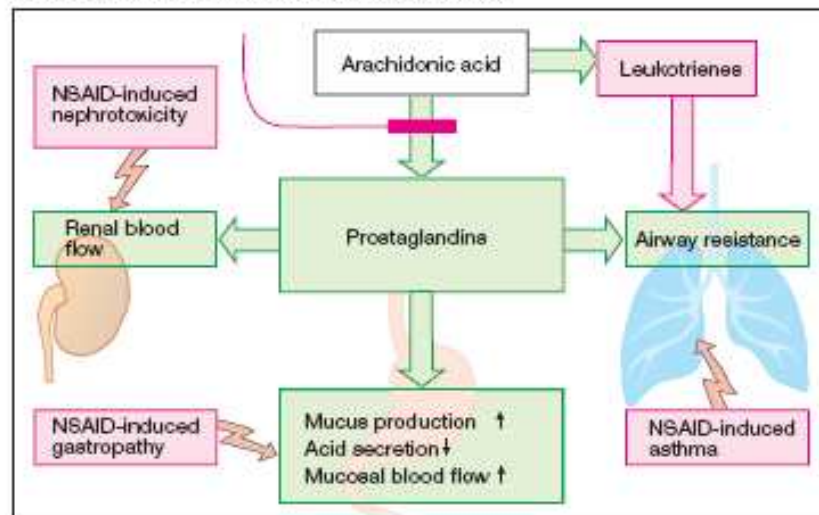 Arachidonic acid
Leukotrienes
NSAID-induced
nephrotoxicity
Renal blood
flow
Prostaglandins
Airway resistance
NSAID-induced
gastropathy
Mucus production ↑
Acid secretion ↓
Mucosal blood flow ↑
NSAID-induced
asthma